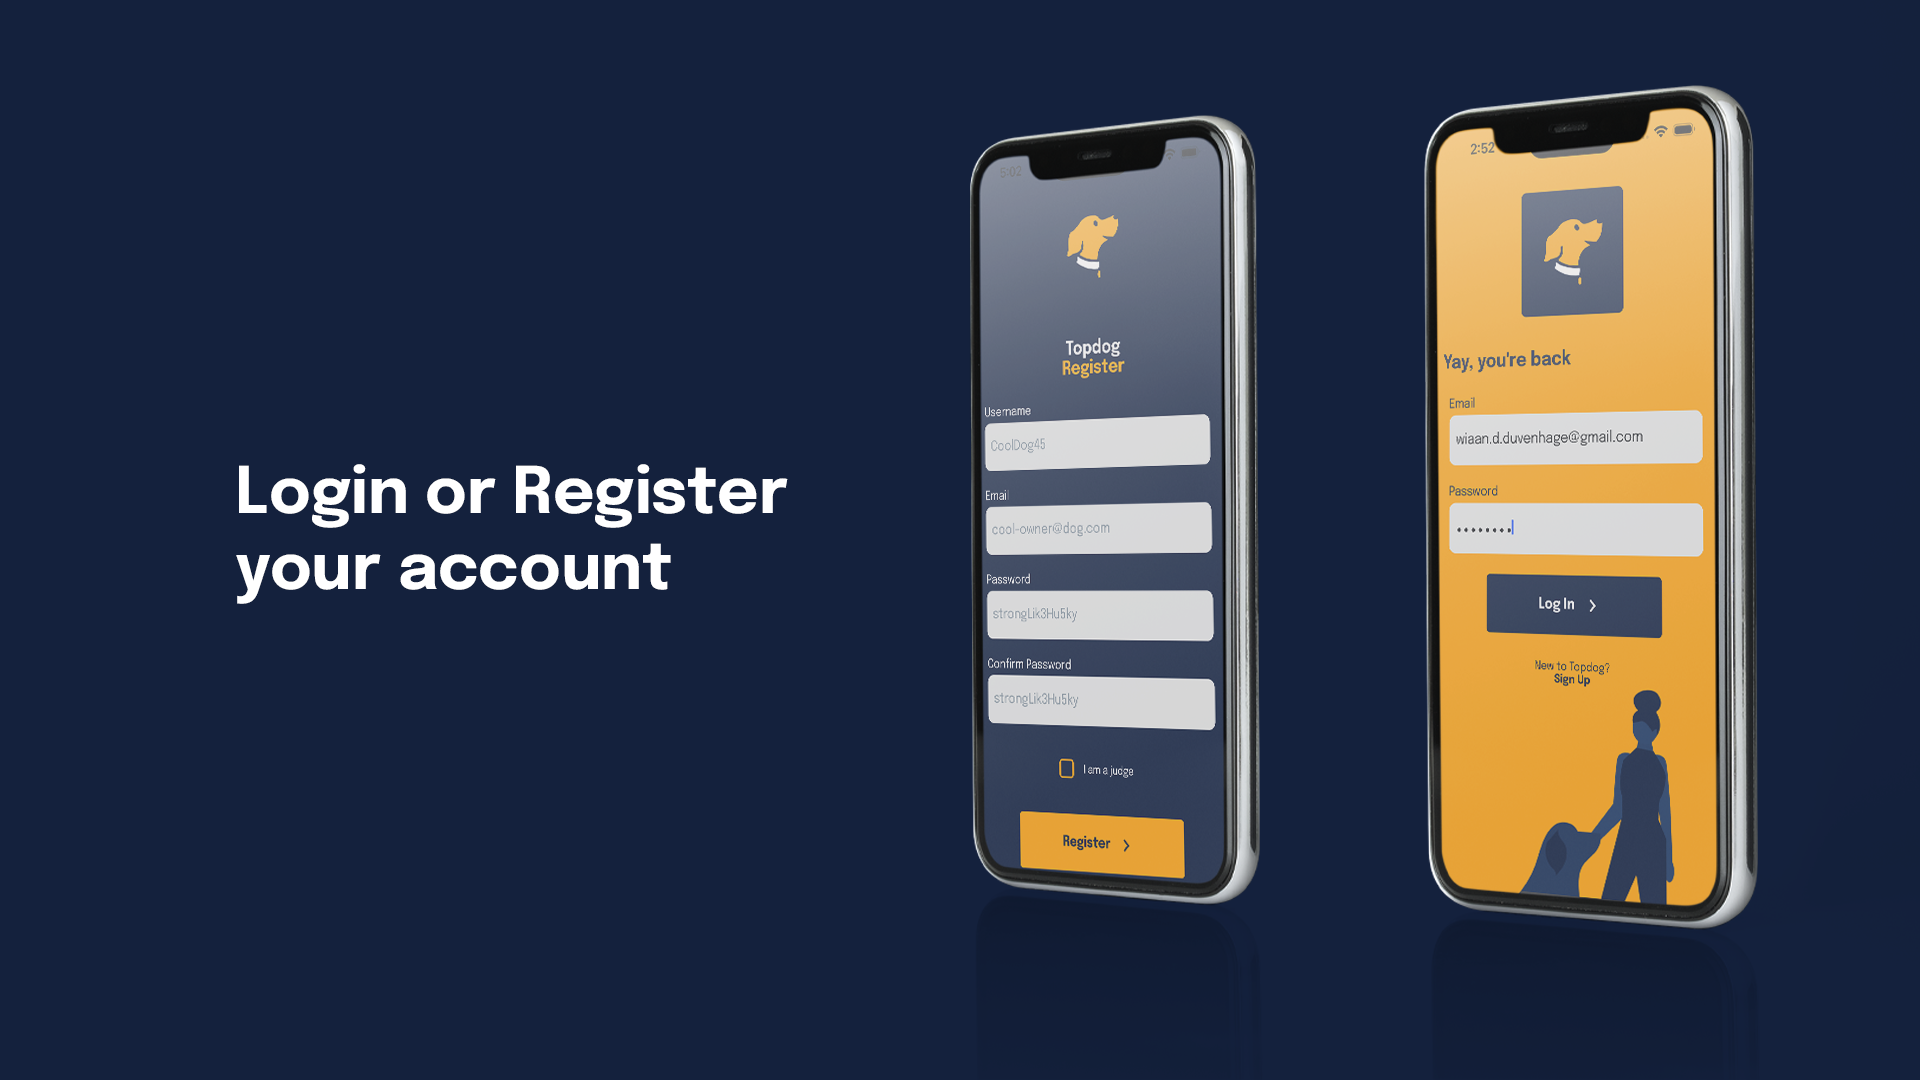 Login or Register
your account
5:02
Topdog
Register
Username
CoolDog45
Email
cool-owner@dog.com
Password
strongLik3Hu5ky
Confirm Password
strongLik3Hu5ky
I am a judge
Register
2:52
Yay, you're back
Email
wiaan.d.duvenhage@gmail.com
Password
Log In
New to Topdog?
Sign Up